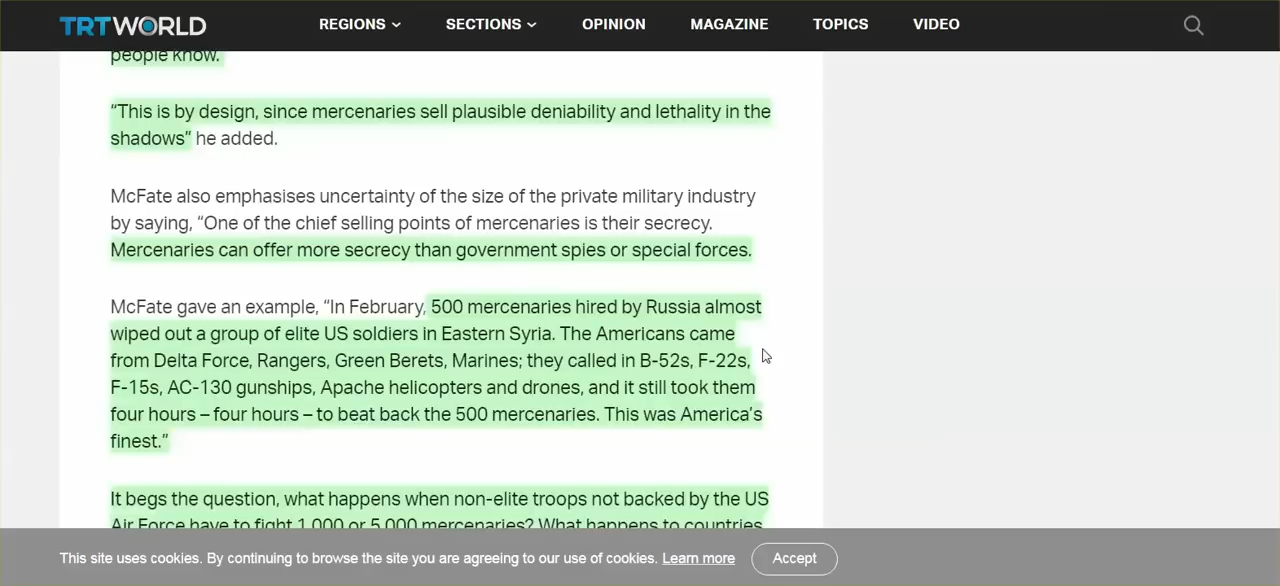 TRTWORLD
REGIONS SECTIONS OPINION MAGAZINE TOPICS VIDEO
people know.
“This is by design, since mercenaries sell plausible deniability and lethality in the
shadows” he added.
McFate also emphasises uncertainty of the size of the private military industry
by saying, “One of the chief selling points of mercenaries is their secrecy.
Mercenaries can offer more secrecy than government spies or special forces.
McFate gave an example, “In February, 500 mercenaries hired by Russia almost
wiped out a group of elite US soldiers in Eastern Syria. The Americans came
from Delta Force, Rangers, Green Berets, Marines; they called in B-52s, F-22s,
F-15s, AC-130 gunships, Apache helicopters and drones, and it still took them
four hours – four hours – to beat back the 500 mercenaries. This was America’s
finest.”
It begs the question, what happens when non-elite troops not backed by the US
Air Force have to fight 1,000 or 5,000 mercenaries? What happens to countries
This site uses cookies. By continuing to browse the site you are agreeing to our use of cookies. Learn more Accept